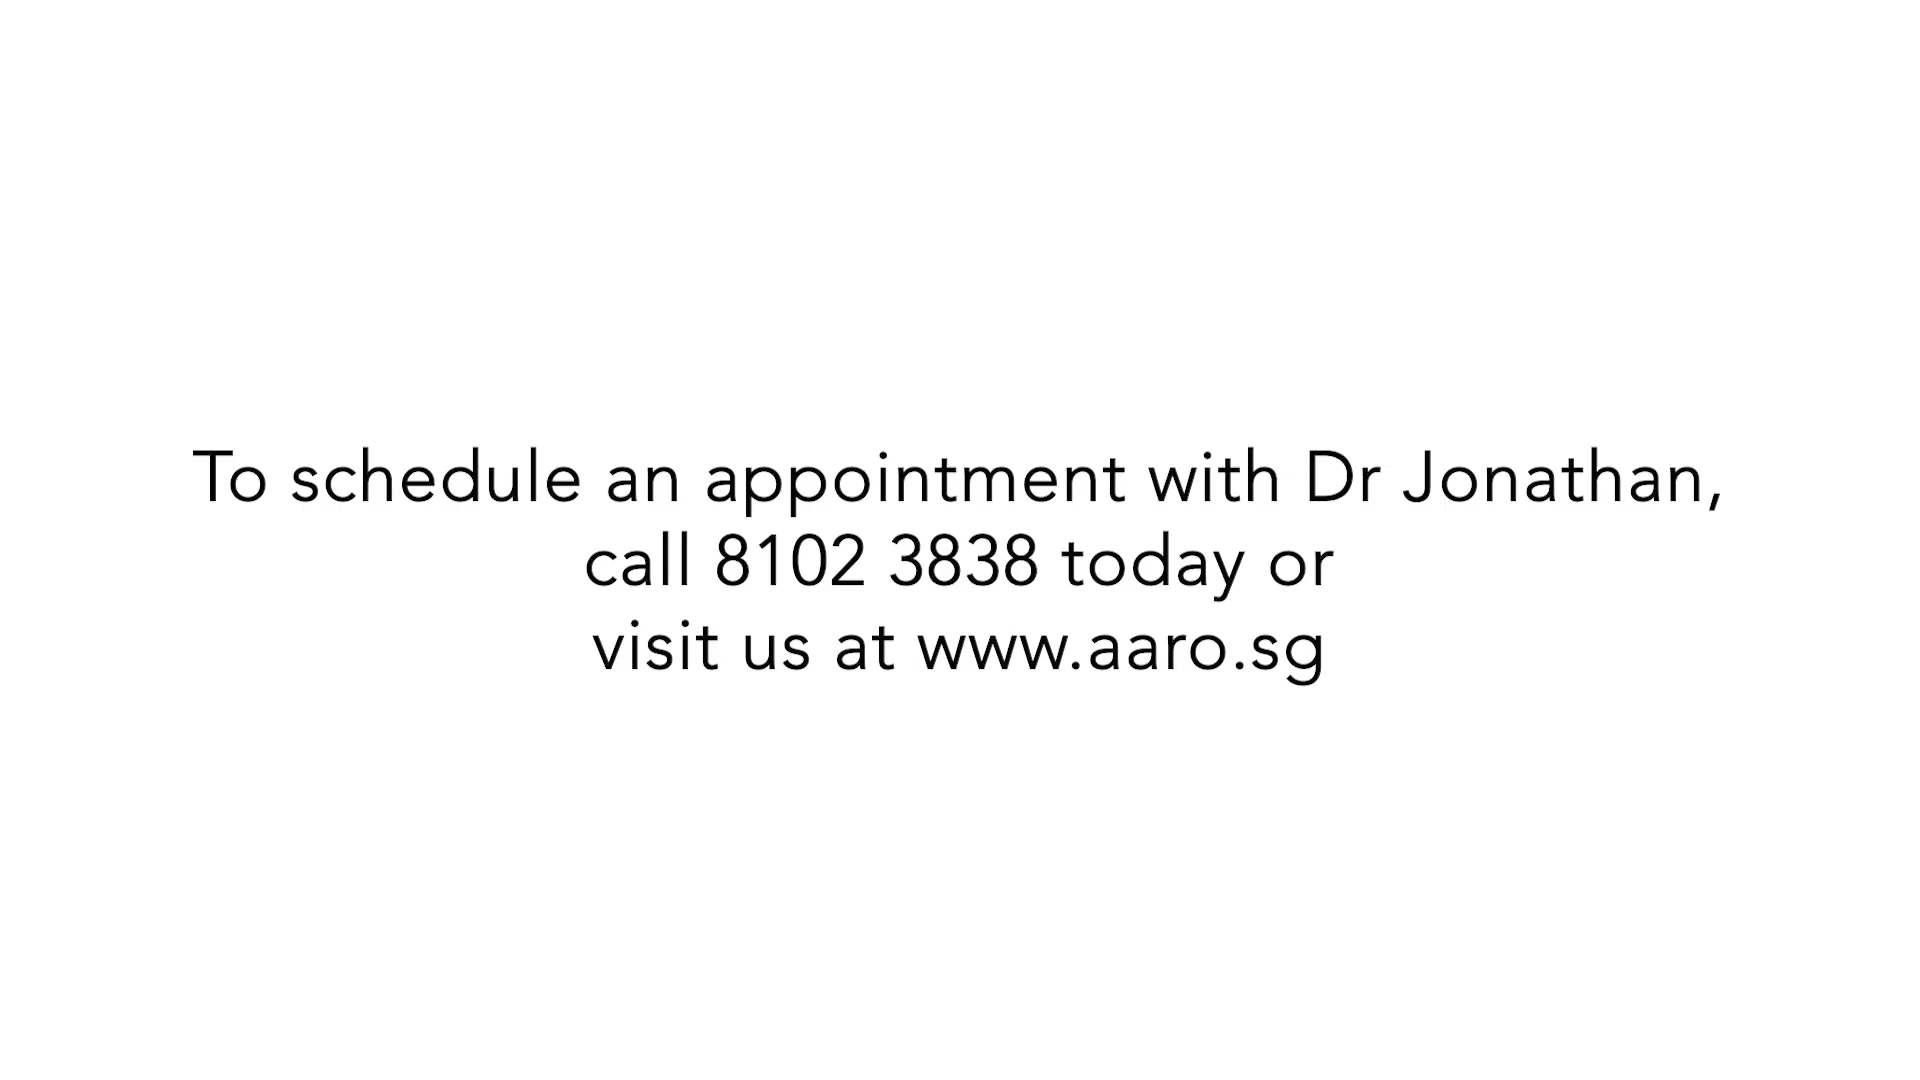 To schedule an appointment with Dr Jonathan,
call 8102 3838 today or
visit us at www.aaro.sg